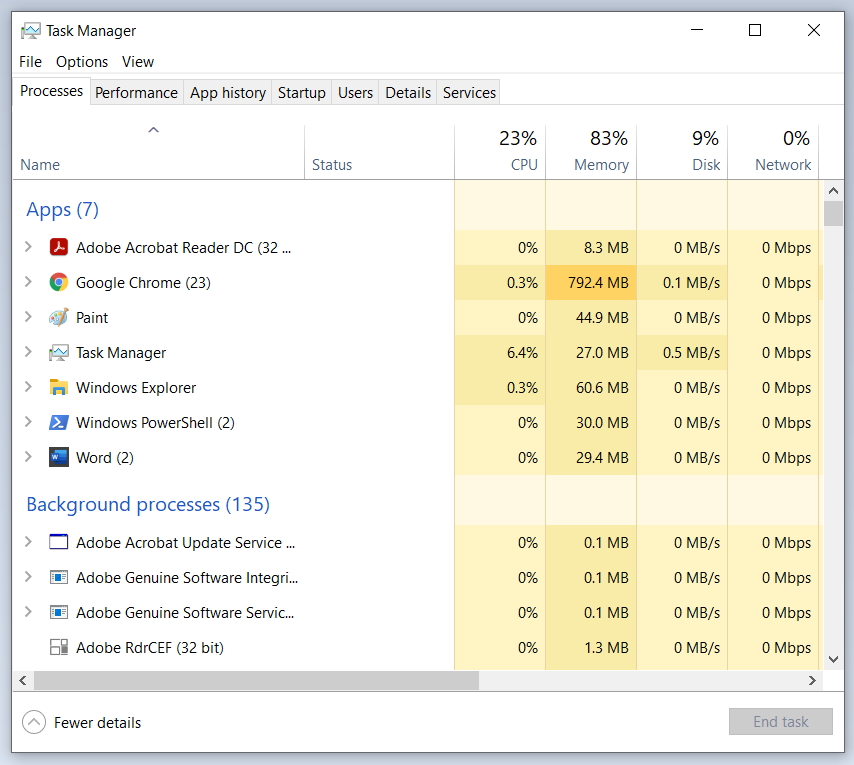 Task Manager
File Options View
Processes Performance App history Startup Users Details Services
23% 83% 9% 0%
Name Status CPU Memory Disk Network
Apps (7)
Adobe Acrobat Reader DC (32 ... 0% 8.3 MB 0 MB/s 0 Mbps
Google Chrome (23) 0.3% 792.4 MB 0.1 MB/s 0 Mbps
Paint 0% 44.9 MB 0 MB/s 0 Mbps
Task Manager 6.4% 27.0 MB 0.5 MB/s 0 Mbps
Windows Explorer 0.3% 60.6 MB 0 MB/s 0 Mbps
Windows PowerShell (2) 0% 30.0 MB 0 MB/s 0 Mbps
Word (2) 0% 29.4 MB 0 MB/s 0 Mbps
Background processes (135)
Adobe Acrobat Update Service ... 0% 0.1 MB 0 MB/s 0 Mbps
Adobe Genuine Software Integri... 0% 0.1 MB 0 MB/s 0 Mbps
Adobe Genuine Software Servic... 0% 0.1 MB 0 MB/s 0 Mbps
Adobe RdrCEF (32 bit) 0% 1.3 MB 0 MB/s 0 Mbps
Fewer details End task